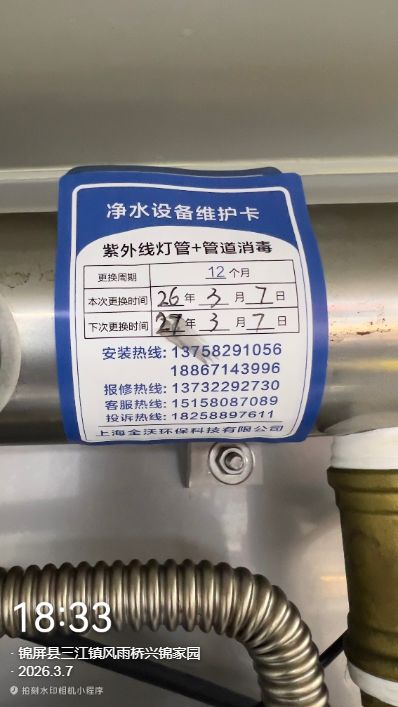 净水设备维护卡
紫外线灯管+管道消毒
更换周期 12个月
本次更换时间 26年3月7日
下次更换时间 27年3月7日
安装热线: 13758291056
18867143996
报修热线: 13732292730
客服热线: 15158087089
投诉热线: 18258897611
上海全沃环保科技有限公司
18:33
· 锦屏县三江镇风雨桥兴锦家园
· 2026.3.7
拍刻水印相机小程序